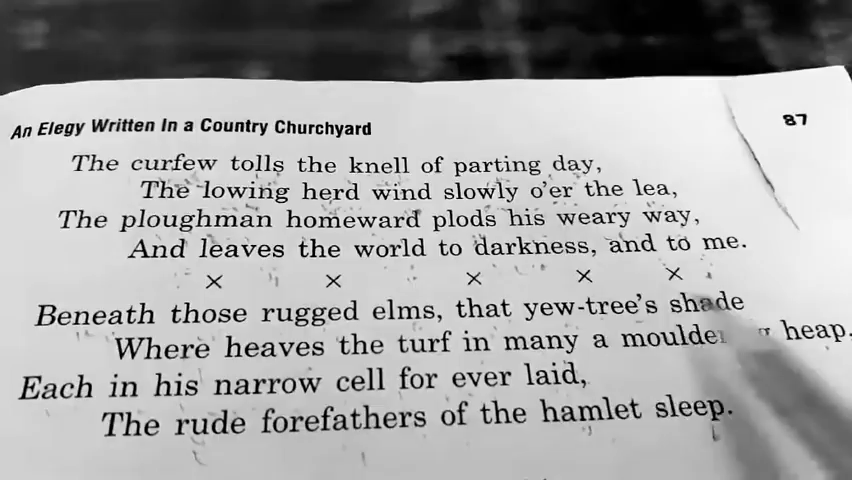 An Elegy Written In a Country Churchyard 87
The curfew tolls the knell of parting day,
The lowing herd wind slowly o'er the lea,
The ploughman homeward plods his weary way,
And leaves the world to darkness, and to me.
× × × × ×
Beneath those rugged elms, that yew-tree's shade
Where heaves the turf in many a heap.
Each in his narrow cell for ever laid,
The rude forefathers of the hamlet sleep.